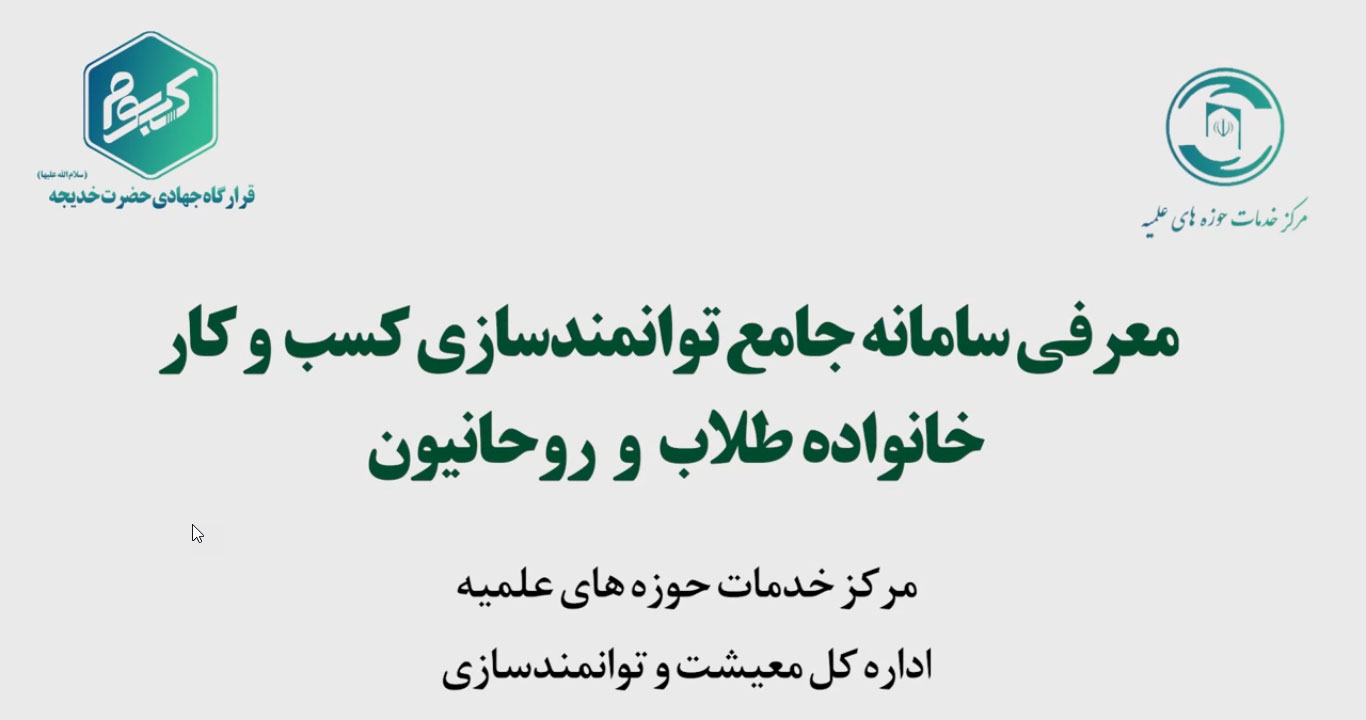 مرکز خدمات حوزه های علمیه
(سلام‌الله‌علیها)
قرارگاه جهادی حضرت خدیجه
معرفی سامانه جامع توانمندسازی کسب و کار
خانواده طلاب و روحانیون
مرکز خدمات حوزه های علمیه
اداره کل معیشت و توانمندسازی